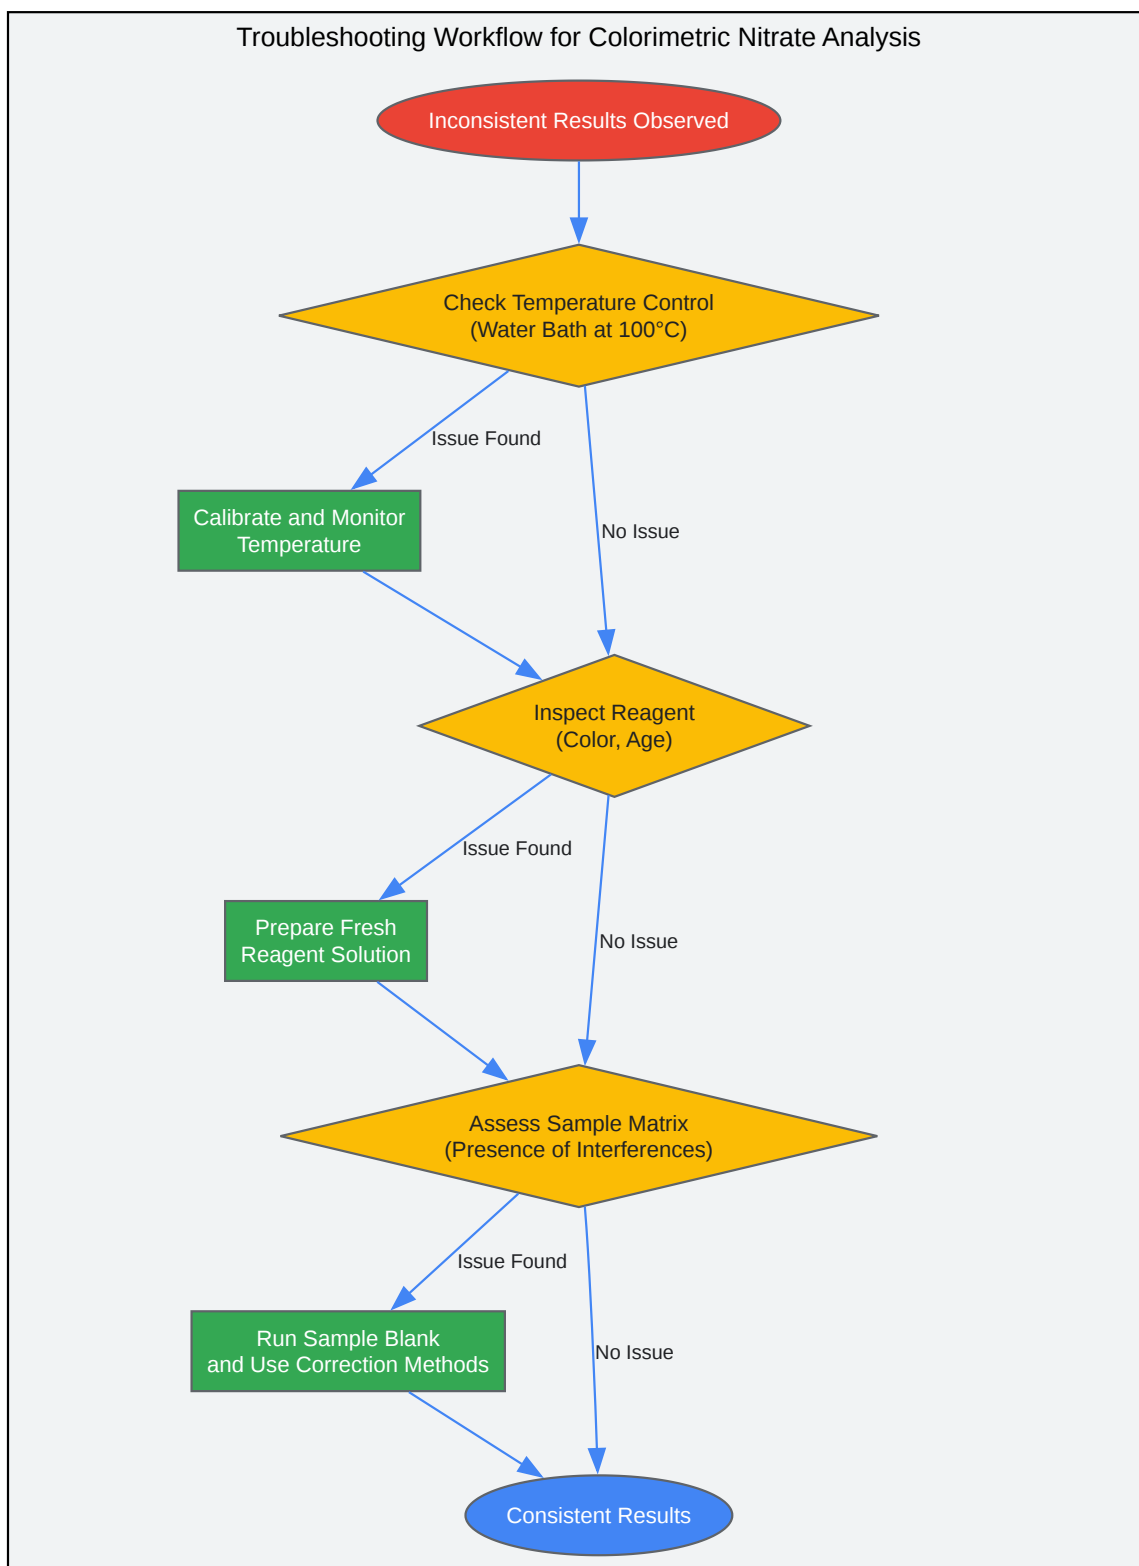 Troubleshooting Workflow for Colorimetric Nitrate Analysis
Inconsistent Results Observed
Check Temperature Control
(Water Bath at 100°C)
Issue Found
Calibrate and Monitor
Temperature
No Issue
Inspect Reagent
(Color, Age)
Issue Found
Prepare Fresh
Reagent Solution
No Issue
Assess Sample Matrix
(Presence of Interferences)
Issue Found
Run Sample Blank
and Use Correction Methods
No Issue
Consistent Results